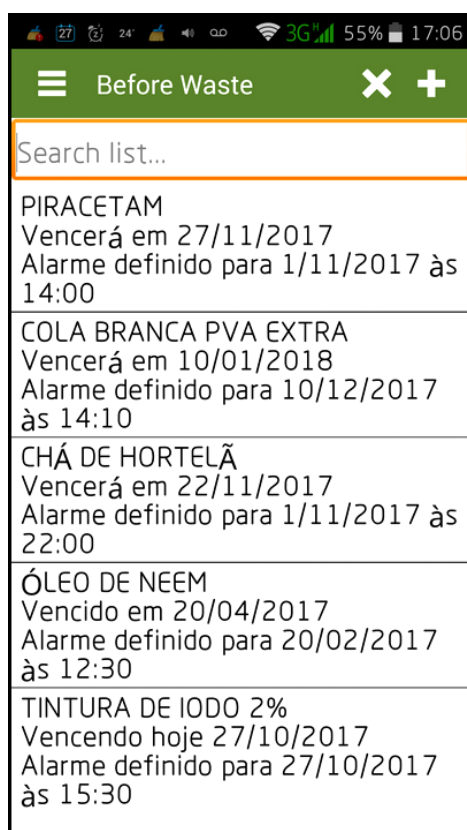 27 24° 3G H 55% 17:06
Before Waste
Search list...
PIRACETAM
Vencerá em 27/11/2017
Alarme definido para 1/11/2017 às
14:00
COLA BRANCA PVA EXTRA
Vencerá em 10/01/2018
Alarme definido para 10/12/2017
às 14:10
CHÁ DE HORTELÃ
Vencerá em 22/11/2017
Alarme definido para 1/11/2017 às
22:00
ÓLEO DE NEEM
Vencido em 20/04/2017
Alarme definido para 20/02/2017
às 12:30
TINTURA DE IODO 2%
Vencendo hoje 27/10/2017
Alarme definido para 27/10/2017
às 15:30